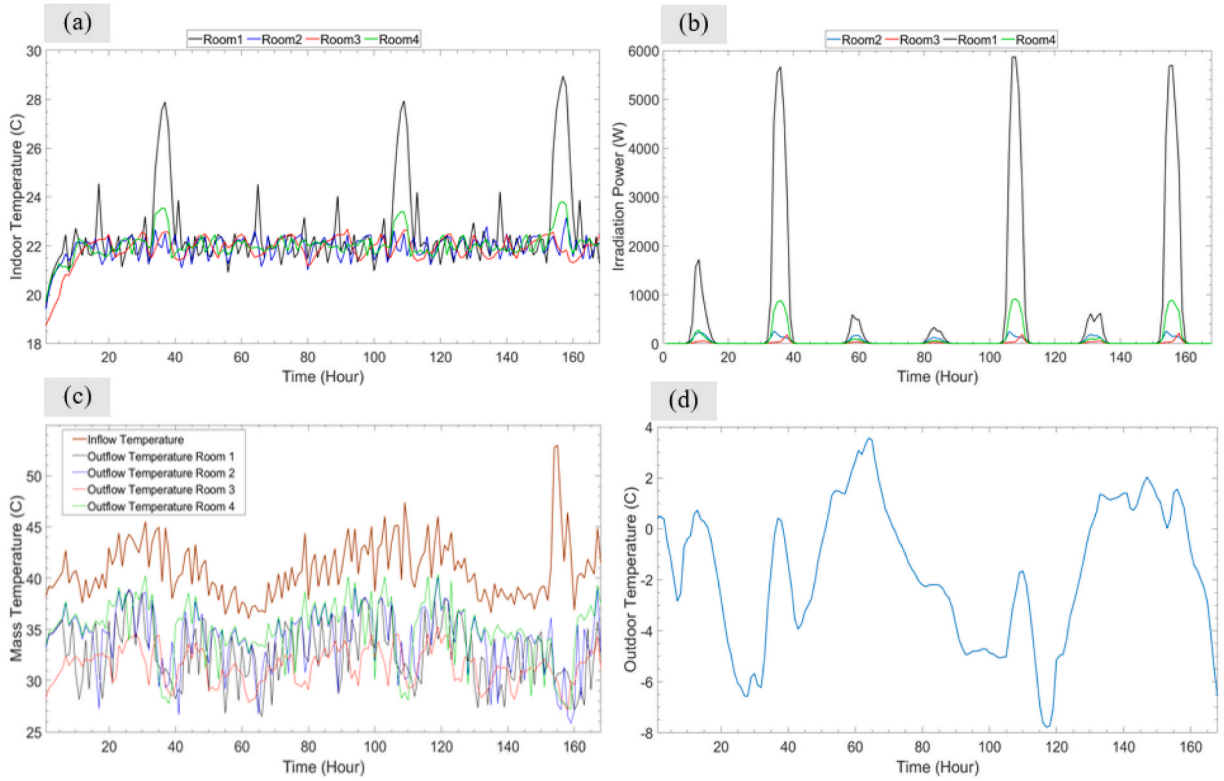 (a)
Room1 Room2 Room3 Room4
30
28
26
24
22
20
18
Indoor Temperature (C)
20 40 60 80 100 120 140 160
Time (Hour)
(b)
Room2 Room3 Room1 Room4
6000
5000
4000
3000
2000
1000
0
Irradiation Power (W)
0 20 40 60 80 100 120 140 160
Time (Hour)
(c)
Inflow Temperature
Outflow Temperature Room 1
Outflow Temperature Room 2
Outflow Temperature Room 3
Outflow Temperature Room 4
50
45
40
35
30
25
Mass Temperature (C)
20 40 60 80 100 120 140 160
Time (Hour)
(d)
4
2
0
-2
-4
-6
-8
Outdoor Temperature (C)
20 40 60 80 100 120 140 160
Time (Hour)